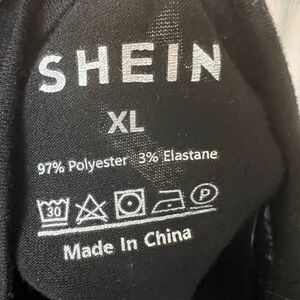 SHEIN
XL
97% Polyester 3% Elastane
30 P
Made In China